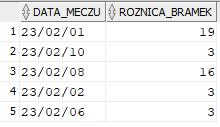 DATA_MECZU ROZNICA_BRAMEK
1 23/02/01 19
2 23/02/10 3
3 23/02/08 16
4 23/02/02 3
5 23/02/06 3